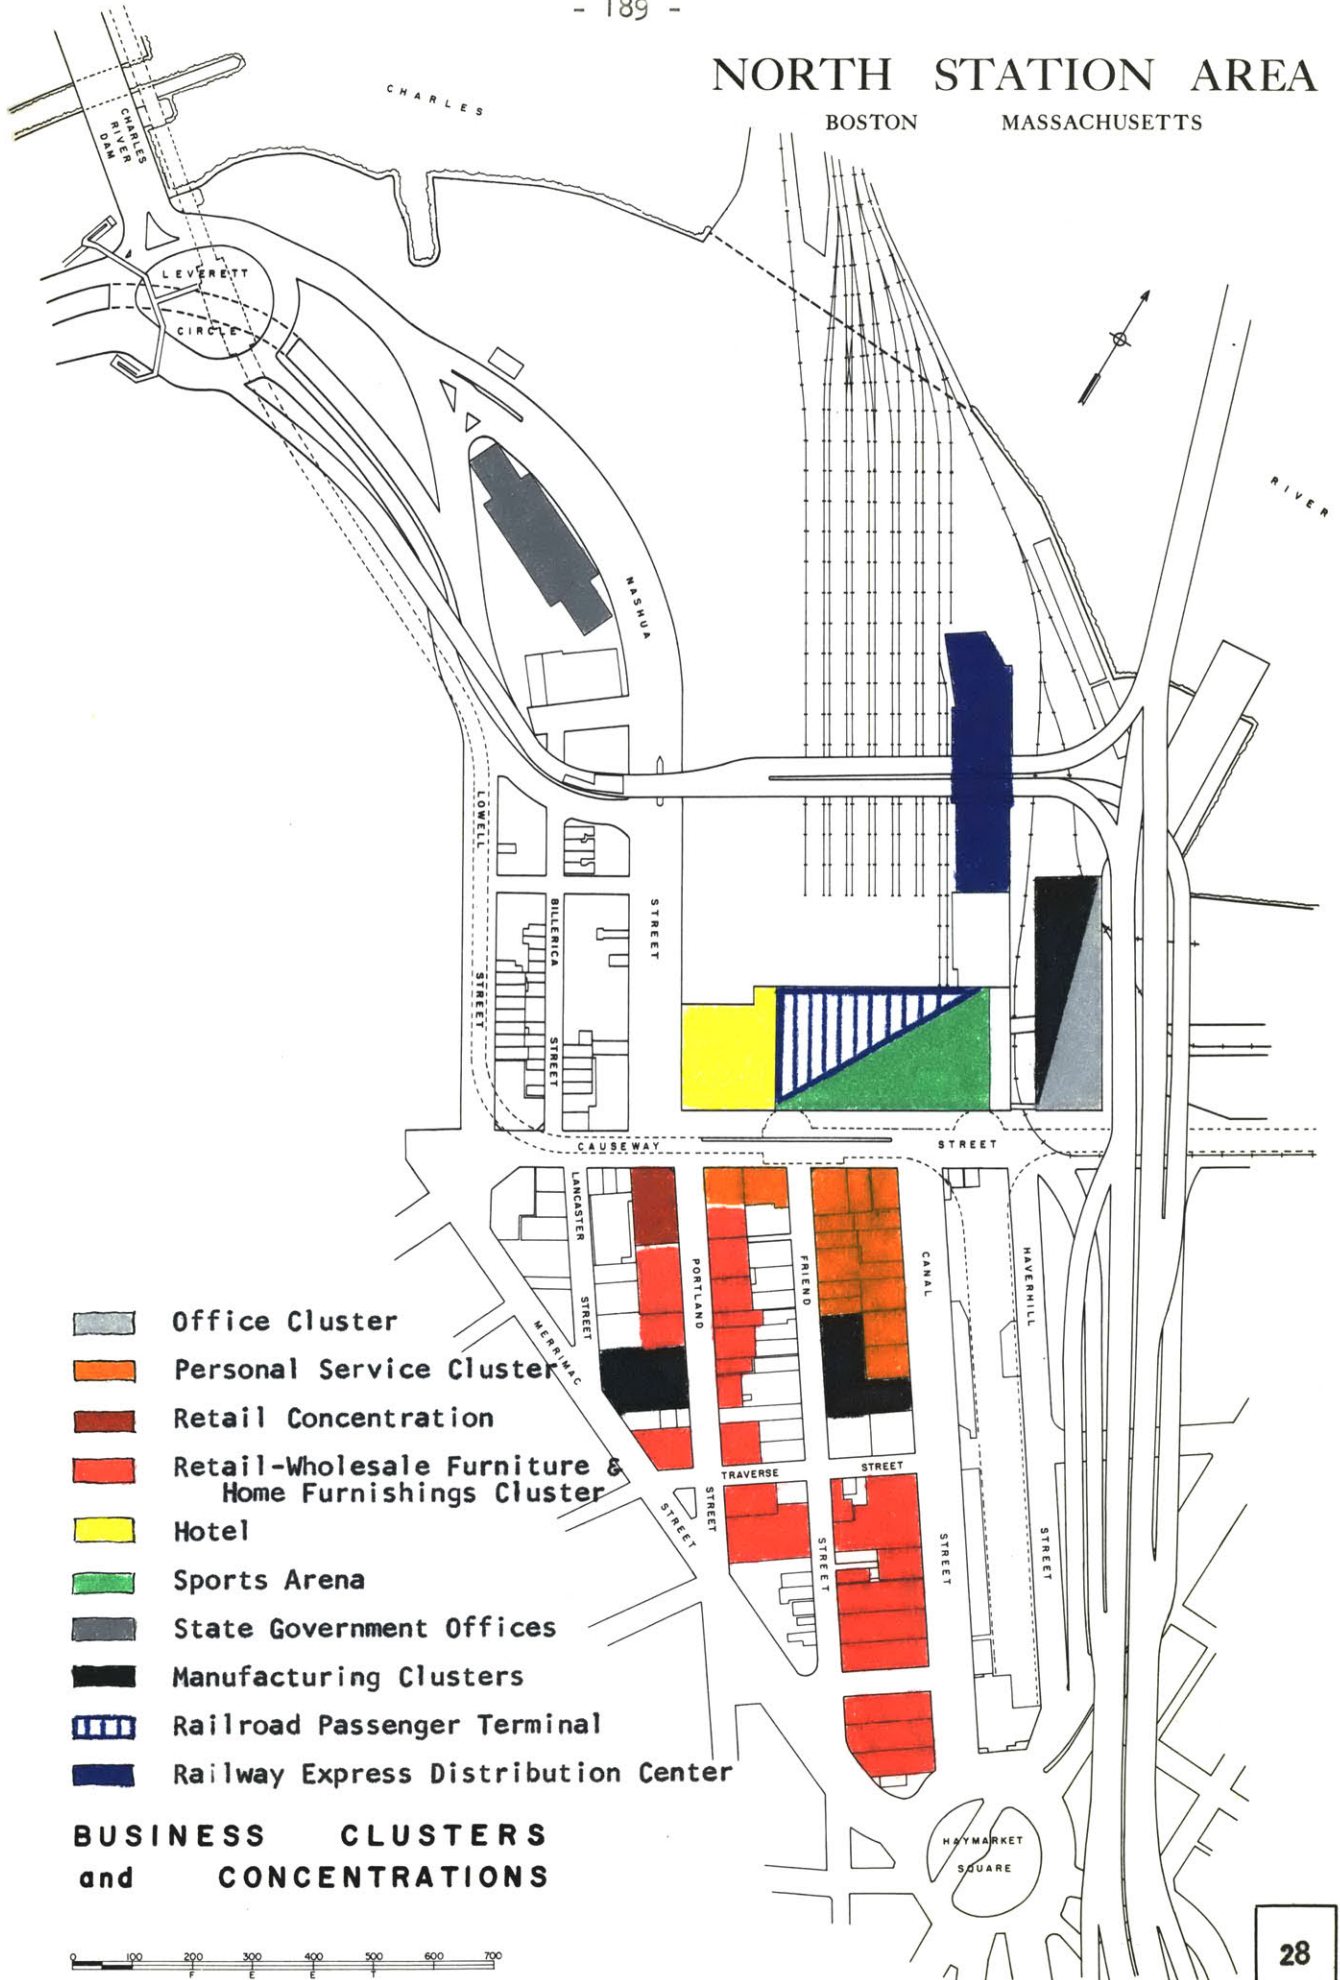 - 189 -
NORTH STATION AREA
BOSTON MASSACHUSETTS
CHARLES
CHARLES
RIVER
DAM
LEVERETT
CIRCLE
RIVER
NASHUA
STREET
LOWELL
STREET
BILLERICA
STREET
CAUSEWAY STREET
LANCASTER
STREET
PORTLAND
STREET
FRIEND
STREET
CANAL
STREET
HAVERHILL
STREET
MERRIMAC
STREET
TRAVERSE STREET
Office Cluster
Personal Service Cluster
Retail Concentration
Retail-Wholesale Furniture &
Home Furnishings Cluster
Hotel
Sports Arena
State Government Offices
Manufacturing Clusters
Railroad Passenger Terminal
Railway Express Distribution Center
BUSINESS CLUSTERS
and CONCENTRATIONS
HAYMARKET
SQUARE
0 100 200 300 400 500 600 700
FEET
28